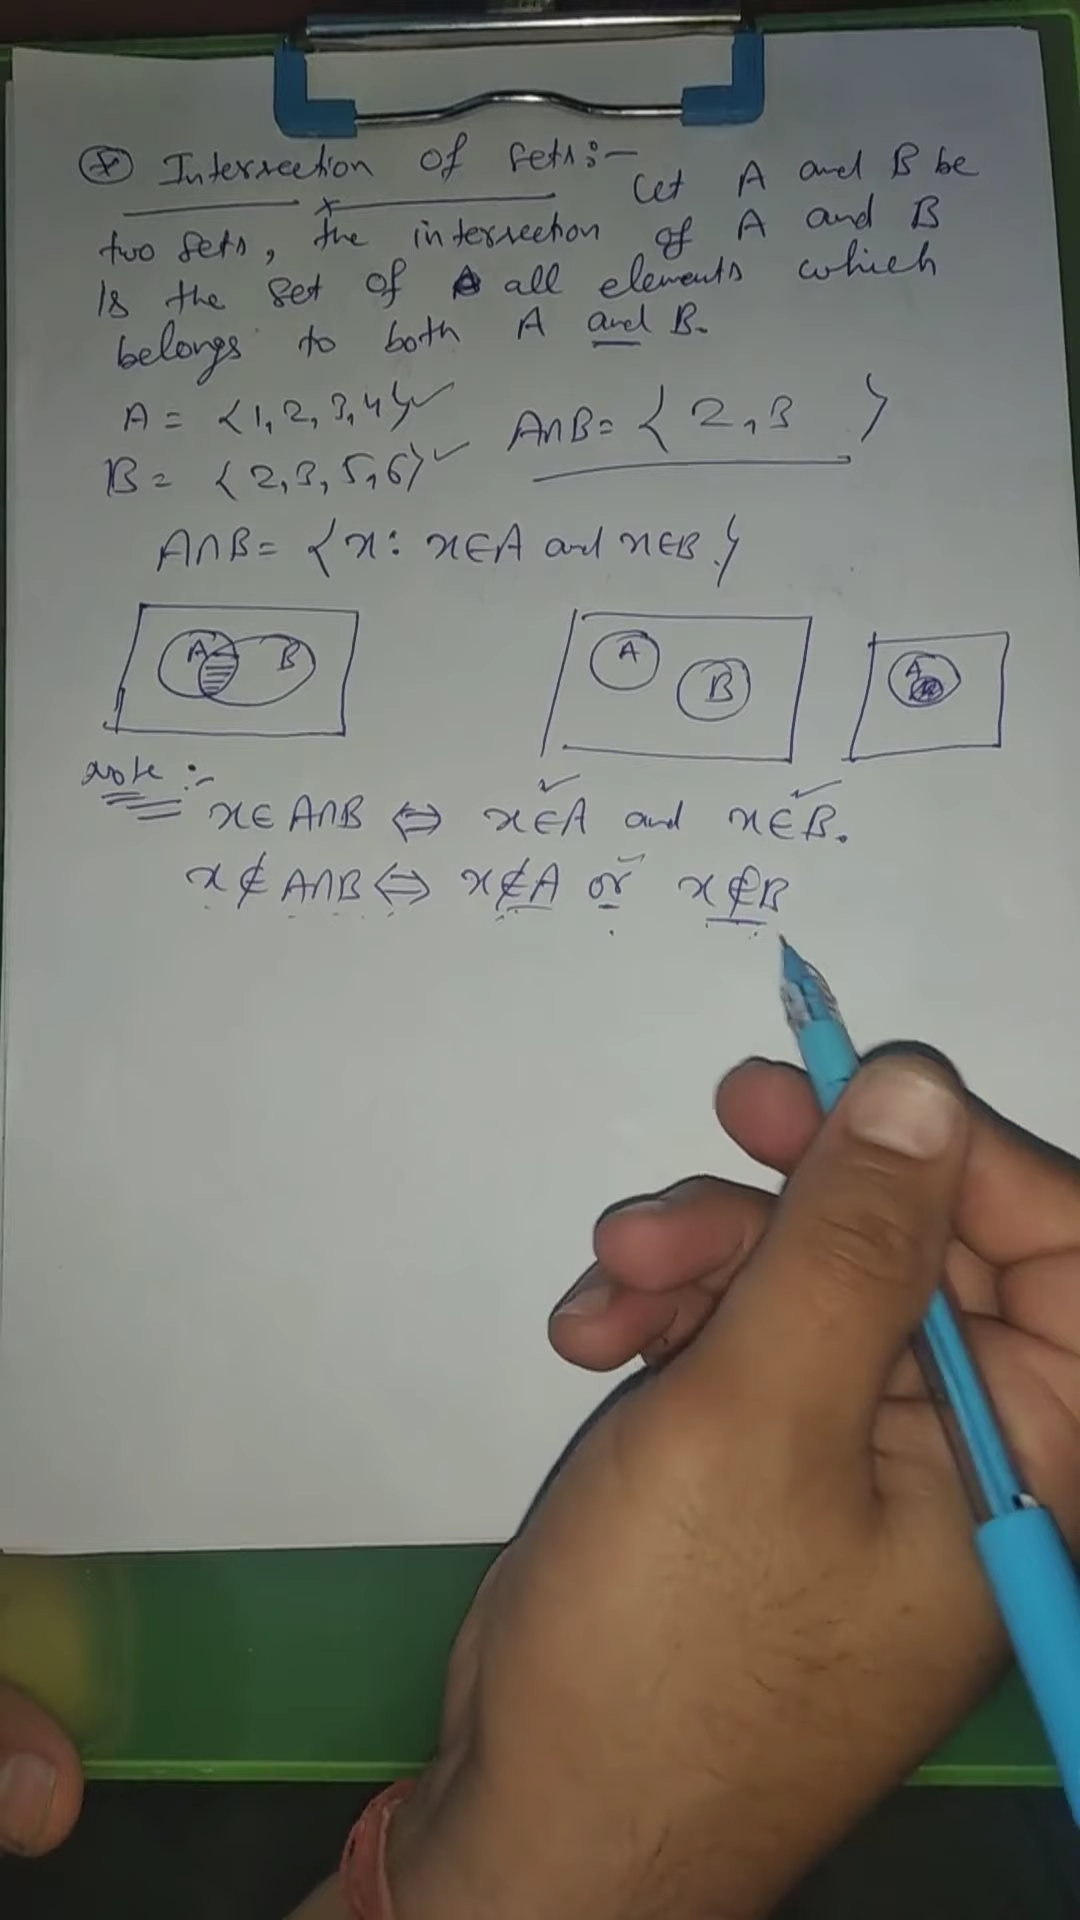 * Intersection of sets:- Let A and B be
two sets, the intersection of A and B
is the set of all elements which
belongs to both A and B.
A = {1, 2, 3, 4} ✓ A∩B = { 2, 3 }
B = {2, 3, 5, 6} ✓
A∩B = {x : x∈A and x∈B.}
A B A B A
note :-
x∈A∩B ⇔ x∈A and x∈B.
x∉A∩B ⇔ x∉A or x∉B